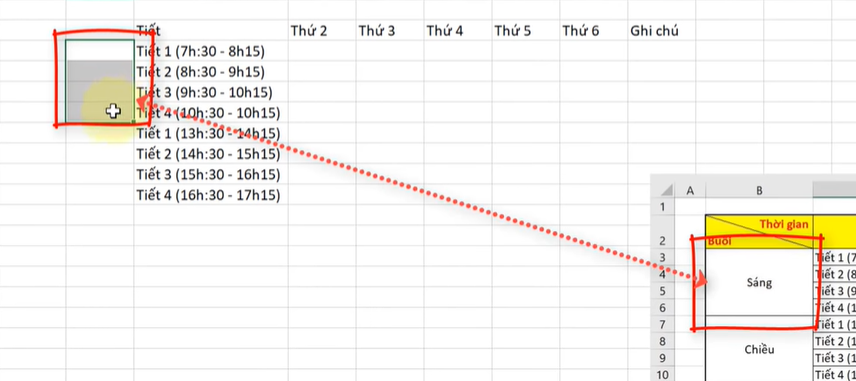 Tiết Thứ 2 Thứ 3 Thứ 4 Thứ 5 Thứ 6 Ghi chú
Tiết 1 (7h:30 - 8h15)
Tiết 2 (8h:30 - 9h15)
Tiết 3 (9h:30 - 10h15)
Tiết 4 (10h:30 - 10h15)
Tiết 1 (13h:30 - 14h15)
Tiết 2 (14h:30 - 15h15)
Tiết 3 (15h:30 - 16h15)
Tiết 4 (16h:30 - 17h15)
A B
1
Thời gian
2 Buổi
3 Tiết 1 (7
4 Tiết 2 (8
5 Sáng Tiết 3 (9
6 Tiết 4 (1
7 Tiết 1 (1
8 Tiết 2 (1
9 Chiều Tiết 3 (1
10 Tiết 4 (1